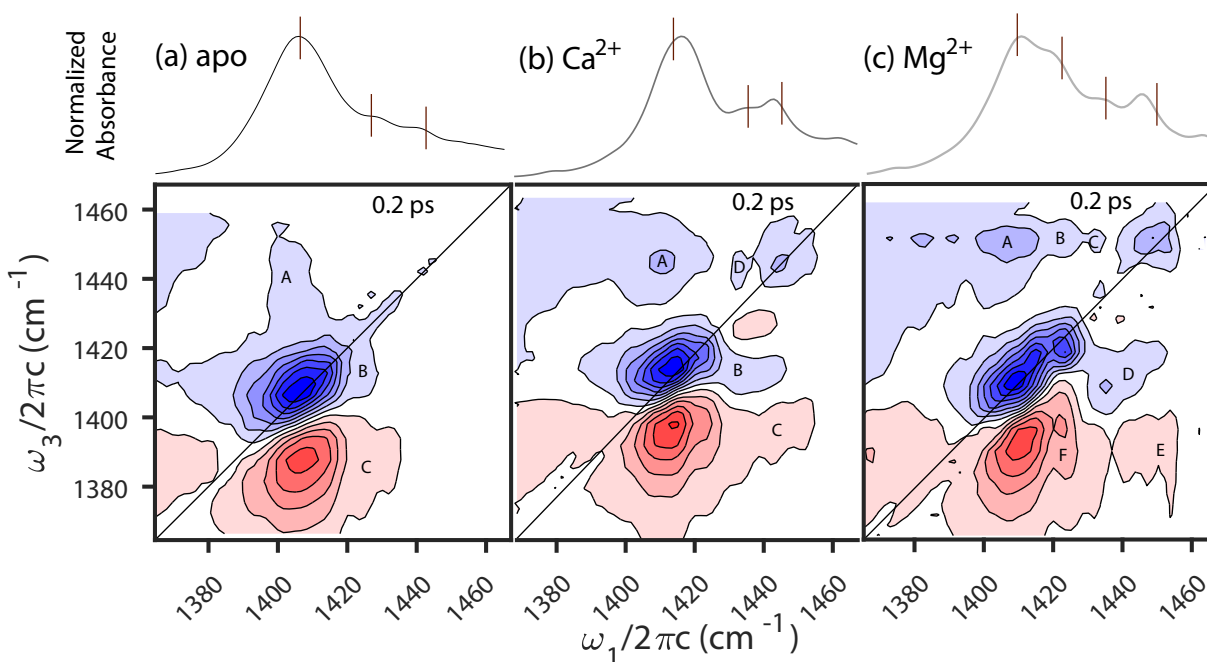 Normalized
Absorbance
(a) apo
(b) Ca²⁺
(c) Mg²⁺
0.2 ps
0.2 ps
0.2 ps
1460
1440
1420
1400
1380
ω₃/2πc (cm⁻¹)
A
B
C
A
D
B
C
A
B
C
D
E
F
1380
1400
1420
1440
1460
1380
1400
1420
1440
1460
1380
1400
1420
1440
1460
ω₁/2πc (cm⁻¹)